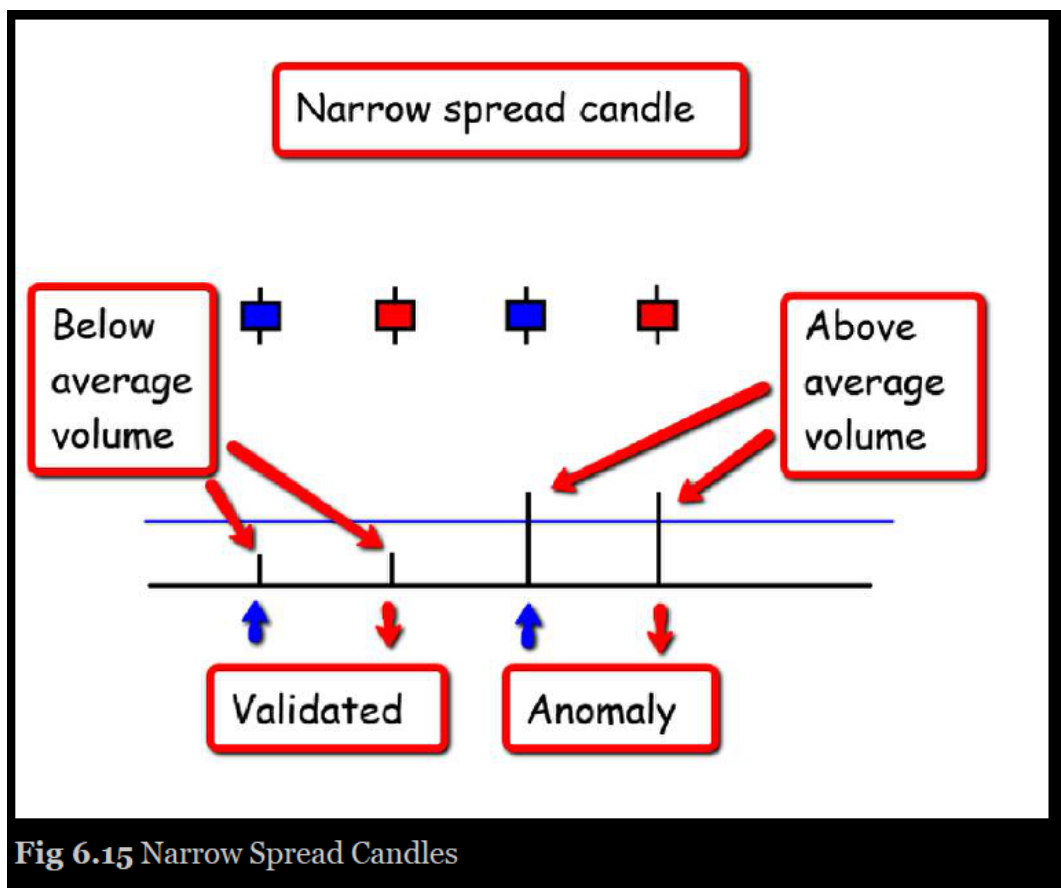 Narrow spread candle
Below
average
volume
Above
average
volume
Validated
Anomaly
Fig 6.15 Narrow Spread Candles